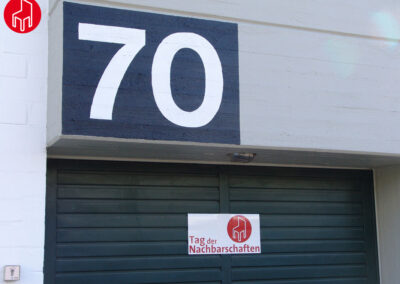 70
Tag der
Nachbarschaften